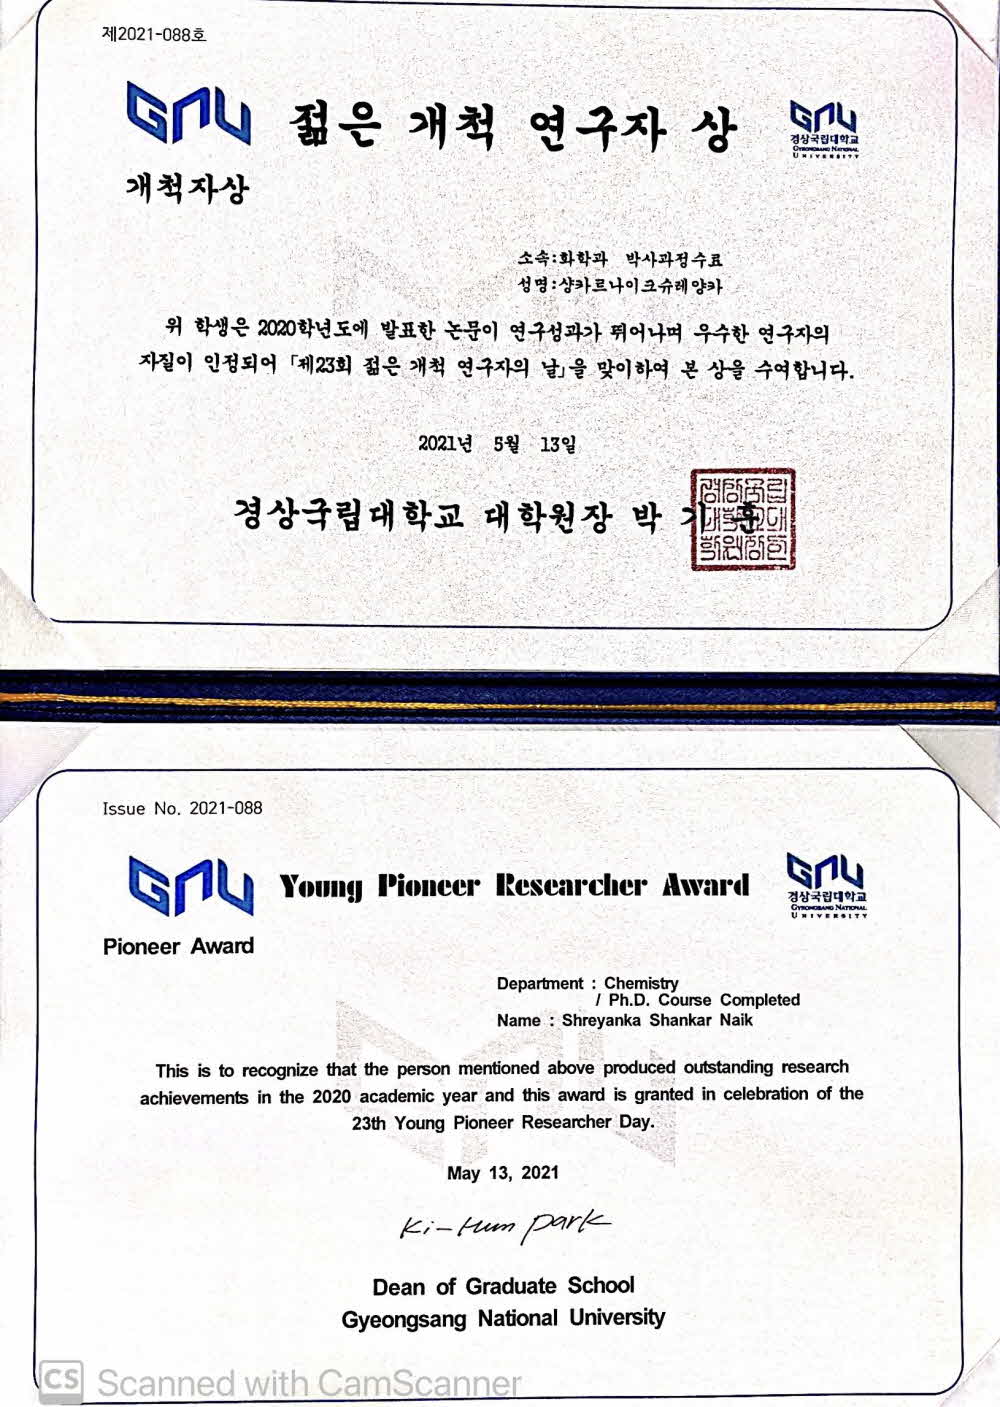 제2021-088호
GNU 젊은 개척 연구자 상 GNU
경상국립대학교
GYEONGSANG NATIONAL
UNIVERSITY
개척자상
소속:화학과 박사과정수료
성명:샹카르나이크슈레양카
위 학생은 2020학년도에 발표한 논문이 연구성과가 뛰어나며 우수한 연구자의
자질이 인정되어 「제23회 젊은 개척 연구자의 날」을 맞이하여 본 상을 수여합니다.
2021년 5월 13일
경상국립대학교 대학원장 박 기 훈
Issue No. 2021-088
GNU Young Pioneer Researcher Award GNU
경상국립대학교
GYEONGSANG NATIONAL
UNIVERSITY
Pioneer Award
Department : Chemistry
/ Ph.D. Course Completed
Name : Shreyanka Shankar Naik
This is to recognize that the person mentioned above produced outstanding research
achievements in the 2020 academic year and this award is granted in celebration of the
23th Young Pioneer Researcher Day.
May 13, 2021
Ki-Hun Park
Dean of Graduate School
Gyeongsang National University
CS Scanned with CamScanner